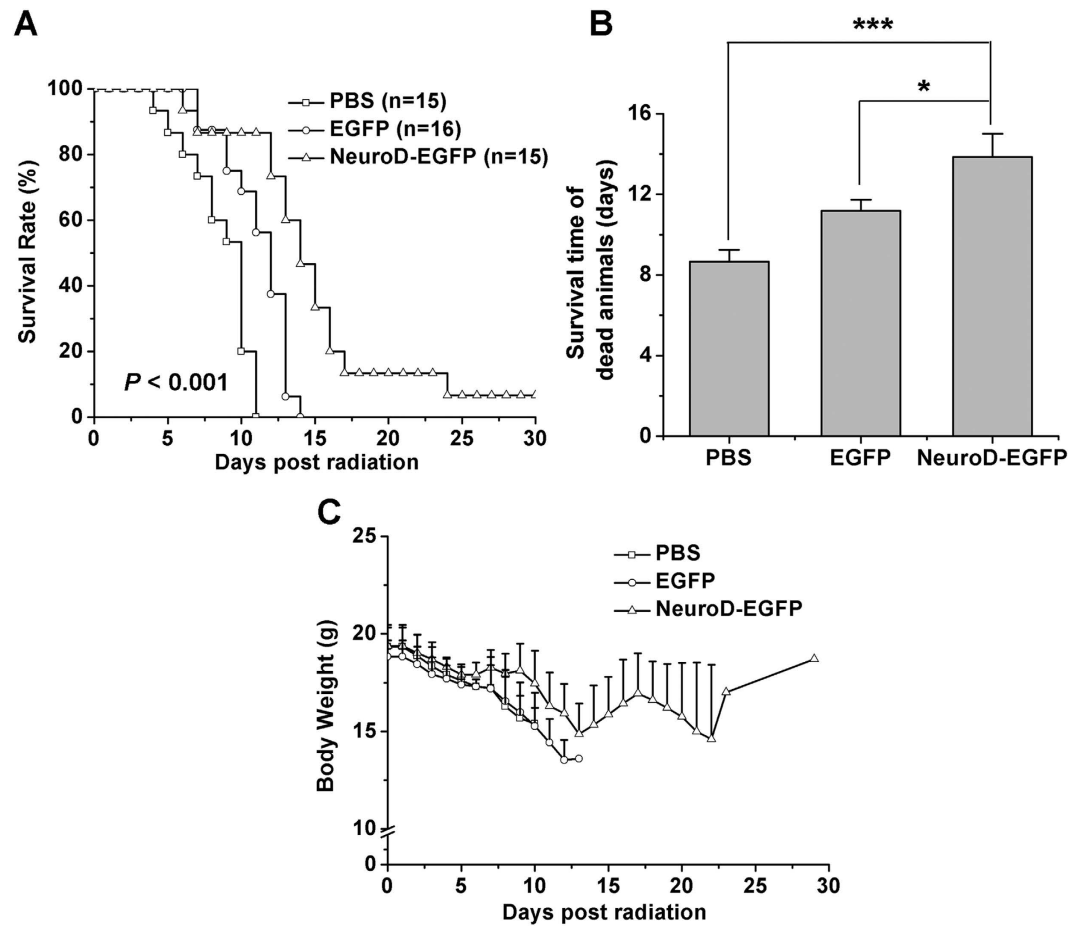 A
Survival Rate (%)
100
80
60
40
20
0
PBS (n=15)
EGFP (n=16)
NeuroD-EGFP (n=15)
P < 0.001
0 5 10 15 20 25 30
Days post radiation
B
***
*
Survival time of
dead animals (days)
16
12
8
4
0
PBS EGFP NeuroD-EGFP
C
Body Weight (g)
25
20
15
10
0
PBS
EGFP
NeuroD-EGFP
0 5 10 15 20 25 30
Days post radiation